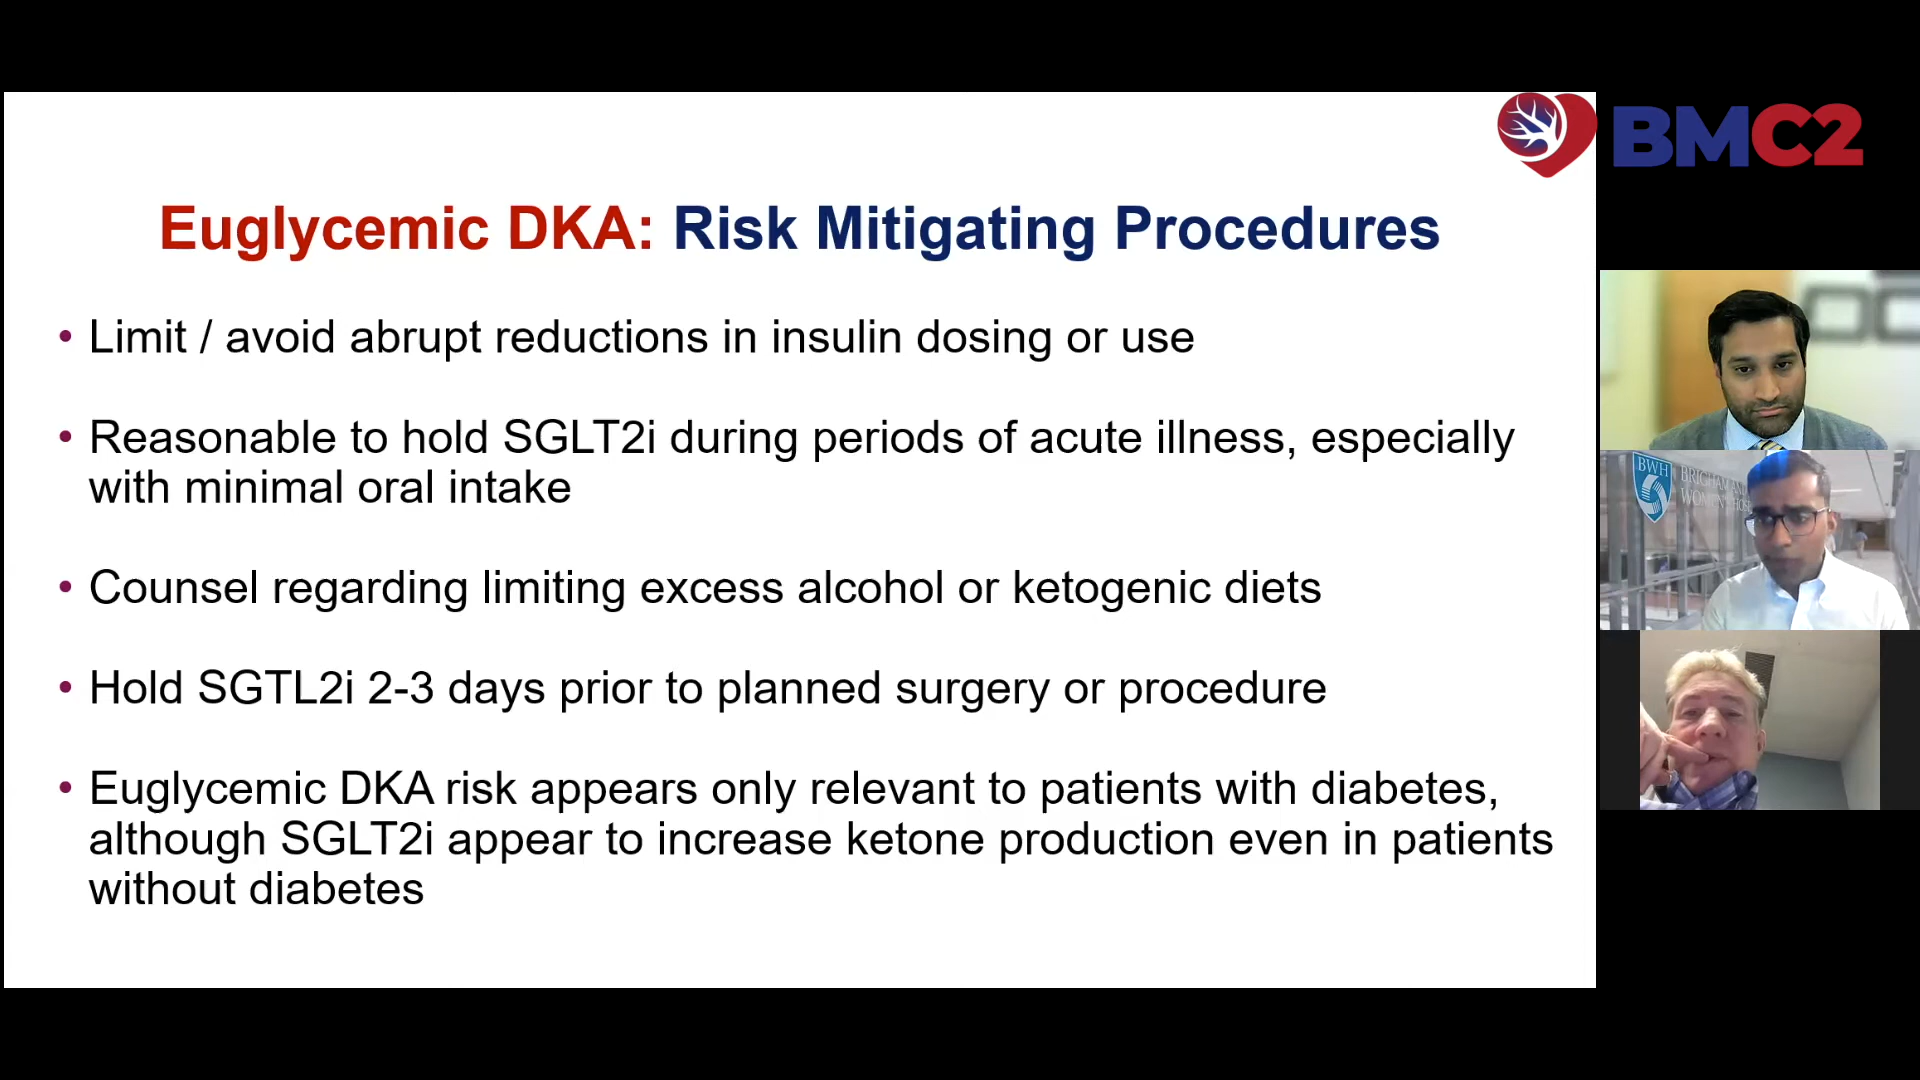 BMC2
Euglycemic DKA: Risk Mitigating Procedures
• Limit / avoid abrupt reductions in insulin dosing or use
• Reasonable to hold SGLT2i during periods of acute illness, especially
with minimal oral intake
• Counsel regarding limiting excess alcohol or ketogenic diets
• Hold SGTL2i 2-3 days prior to planned surgery or procedure
• Euglycemic DKA risk appears only relevant to patients with diabetes,
although SGLT2i appear to increase ketone production even in patients
without diabetes
BWH